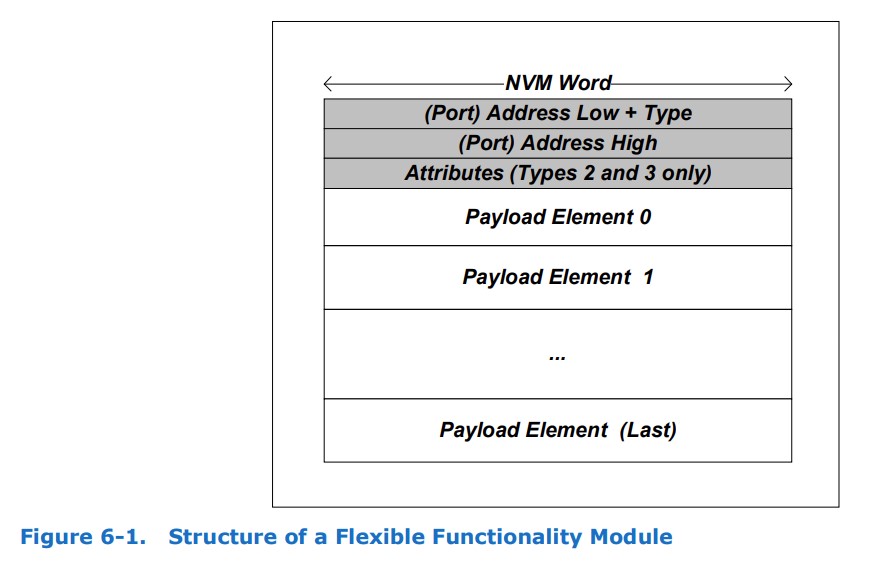 NVM Word
(Port) Address Low + Type
(Port) Address High
Attributes (Types 2 and 3 only)
Payload Element 0
Payload Element 1
...
Payload Element (Last)
Figure 6-1. Structure of a Flexible Functionality Module